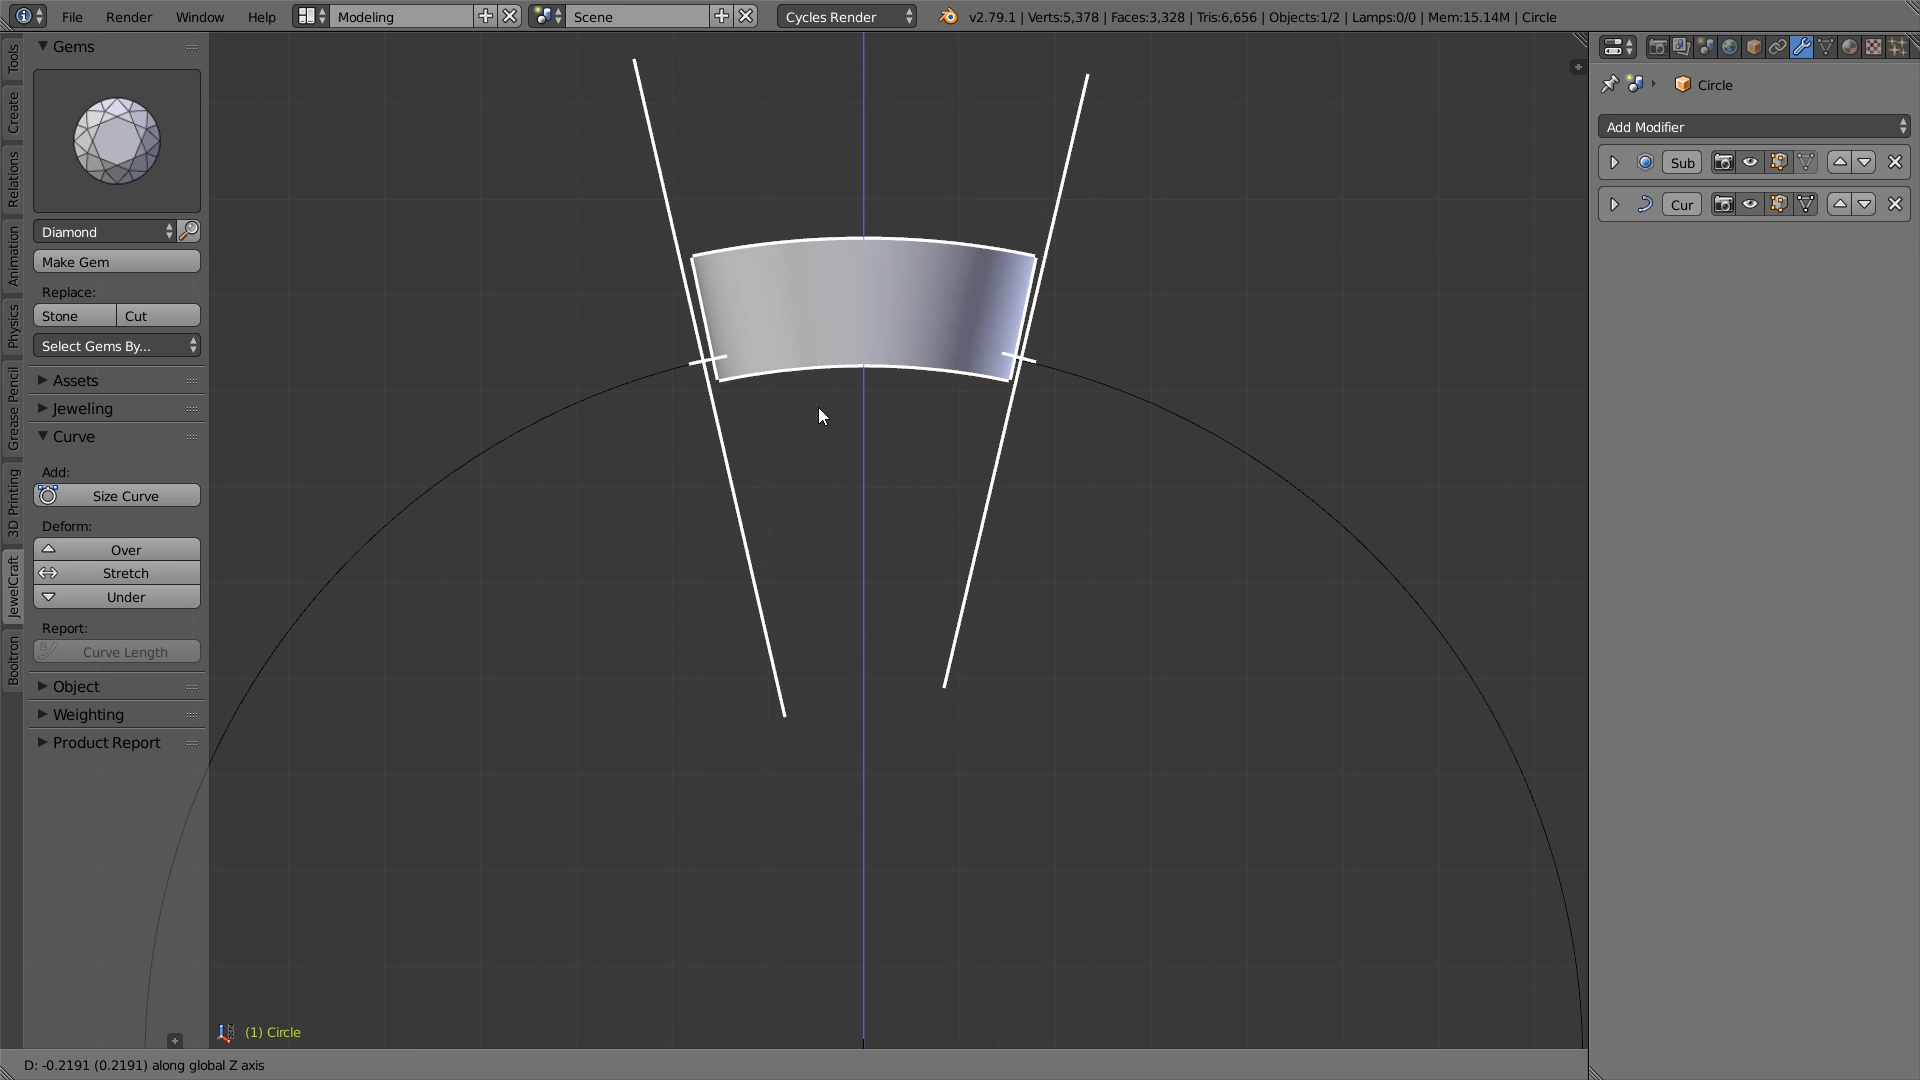 File Render Window Help Modeling Scene Cycles Render v2.79.1 | Verts:5,378 | Faces:3,328 | Tris:6,656 | Objects:1/2 | Lamps:0/0 | Mem:15.14M | Circle
Tools
Create
Relations
Animation
Physics
Grease Pencil
3D Printing
JewelCraft
Booltron
Gems
Diamond
Make Gem
Replace:
Stone Cut
Select Gems By...
Assets
Jeweling
Curve
Add:
Size Curve
Deform:
Over
Stretch
Under
Report:
Curve Length
Object
Weighting
Product Report
(1) Circle
Circle
Add Modifier
Sub
Cur
D: -0.2191 (0.2191) along global Z axis